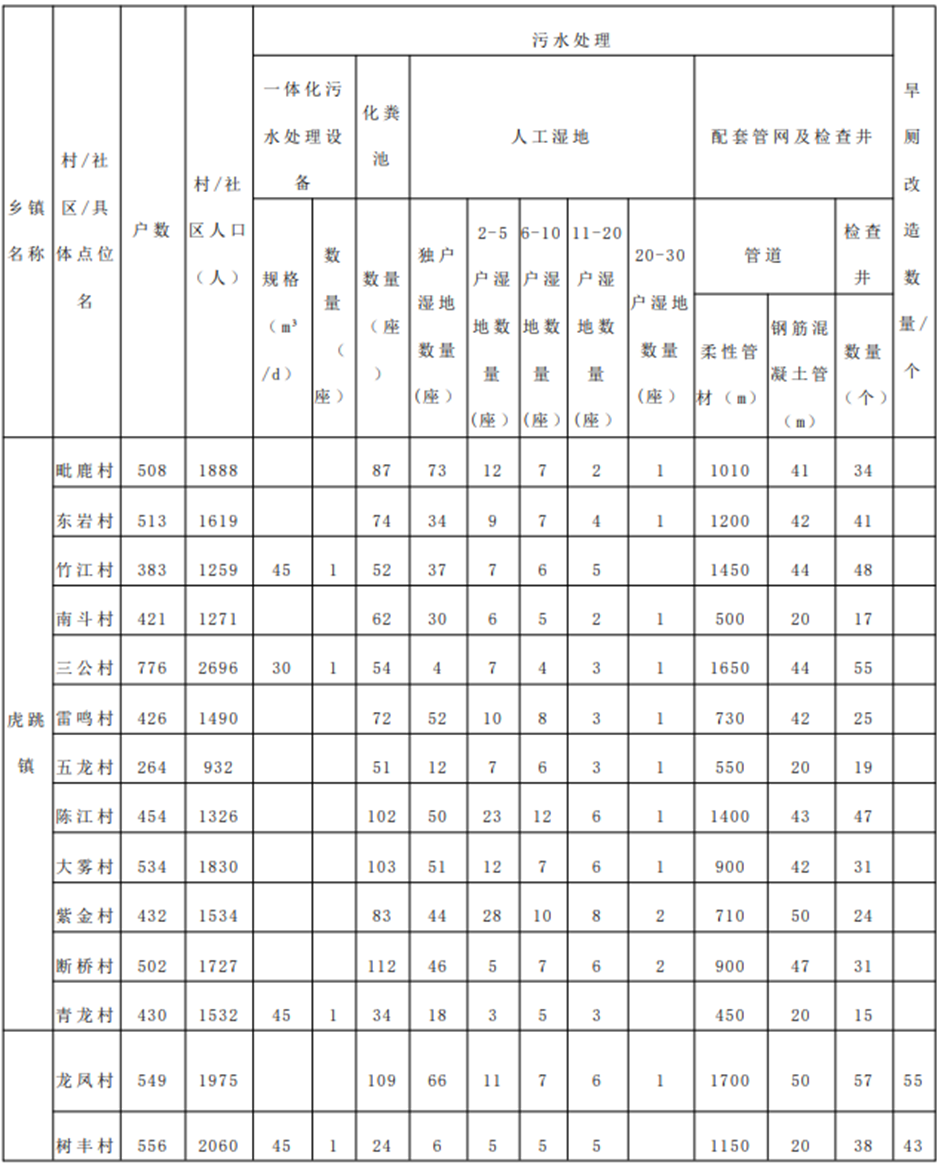 乡镇名称 村/社区/具体点位名 户数 村/社区人口（人） 污水处理 旱厕改造数量/个
一体化污水处理设备 化粪池 人工湿地 配套管网及检查井
规格（m³/d） 数量（座） 数量（座） 独户湿地数量(座） 2-5户湿地数量(座） 6-10户湿地数量(座） 11-20户湿地数量(座） 20-30户湿地数量(座） 管道 检查井
柔性管材（m） 钢筋混凝土管（m） 数量（个）
虎跳镇
毗鹿村 508 1888 87 73 12 7 2 1 1010 41 34
东岩村 513 1619 74 34 9 7 4 1 1200 42 41
竹江村 383 1259 45 1 52 37 7 6 5 1450 44 48
南斗村 421 1271 62 30 6 5 2 1 500 20 17
三公村 776 2696 30 1 54 4 7 4 3 1 1650 44 55
雷鸣村 426 1490 72 52 10 8 3 1 730 42 25
五龙村 264 932 51 12 7 6 3 1 550 20 19
陈江村 454 1326 102 50 23 12 6 1 1400 43 47
大雾村 534 1830 103 51 12 7 6 1 900 42 31
紫金村 432 1534 83 44 28 10 8 2 710 50 24
断桥村 502 1727 112 46 5 7 6 2 900 47 31
青龙村 430 1532 45 1 34 18 3 5 3 450 20 15
龙凤村 549 1975 109 66 11 7 6 1 1700 50 57 55
树丰村 556 2060 45 1 24 6 5 5 5 1150 20 38 43